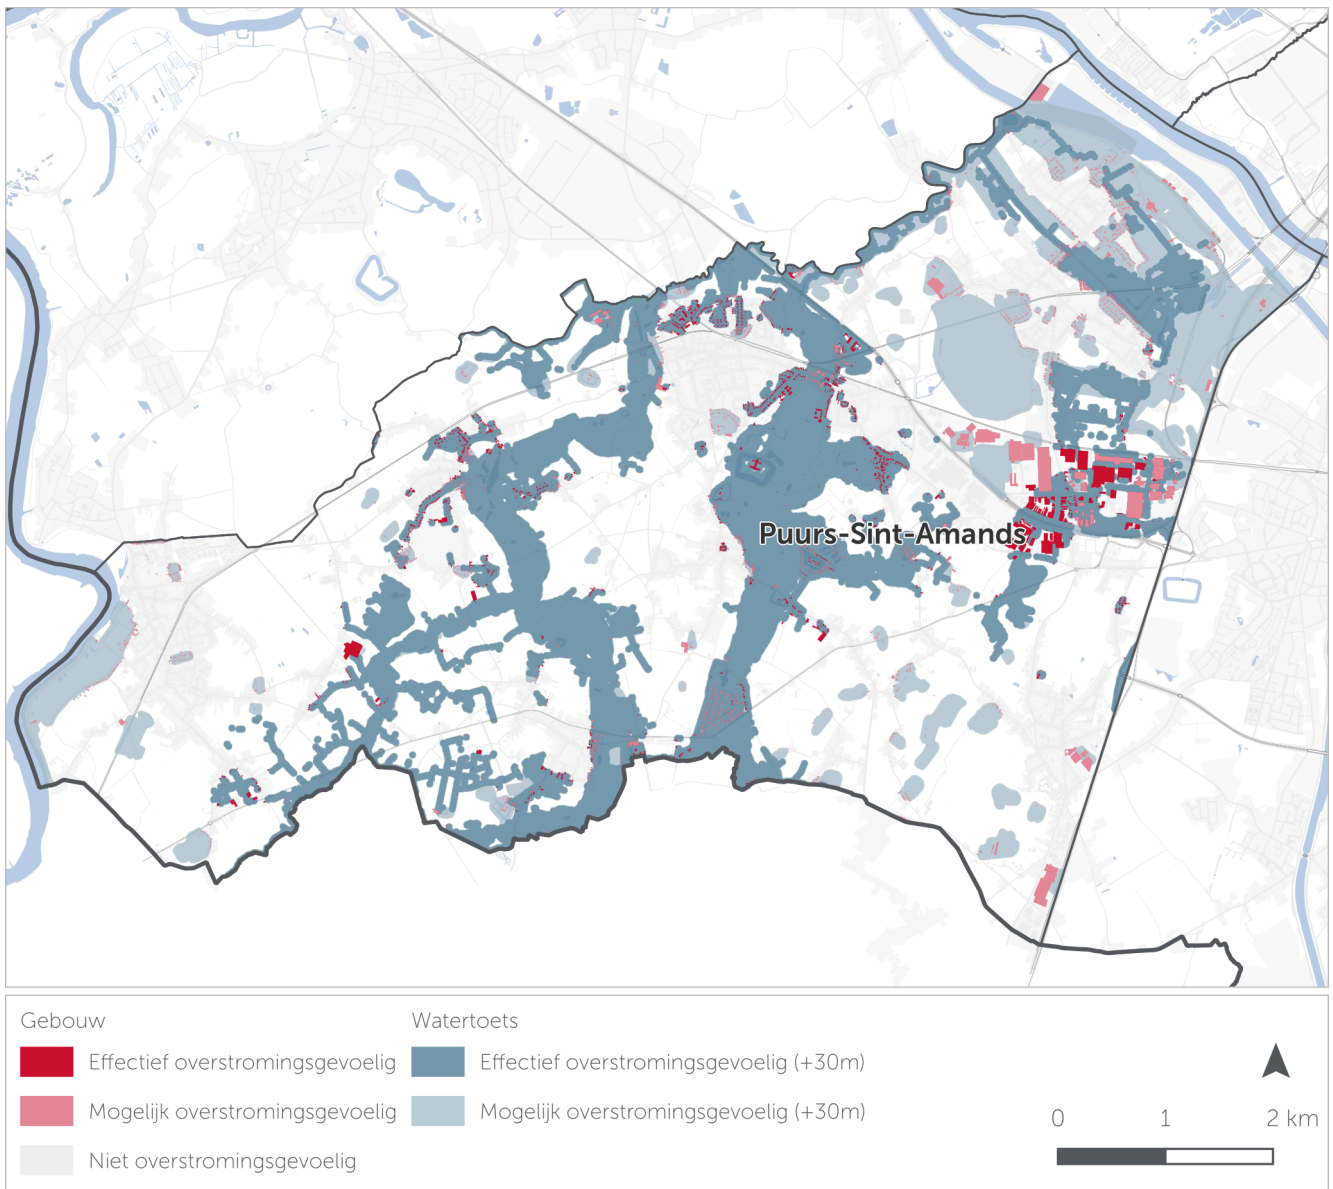 Puurs-Sint-Amands
Gebouw
Effectief overstromingsgevoelig
Mogelijk overstromingsgevoelig
Niet overstromingsgevoelig
Watertoets
Effectief overstromingsgevoelig (+30m)
Mogelijk overstromingsgevoelig (+30m)
0 1 2 km